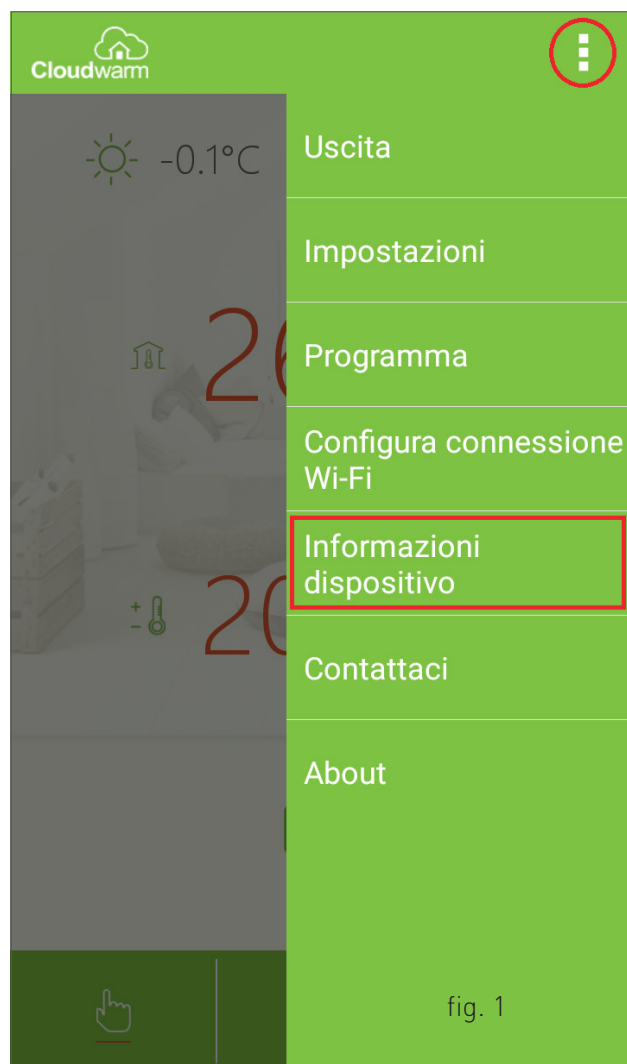 Cloudwarm
-0.1°C
Uscita
Impostazioni
Programma
Configura connessione
Wi-Fi
Informazioni
dispositivo
Contattaci
About
fig. 1